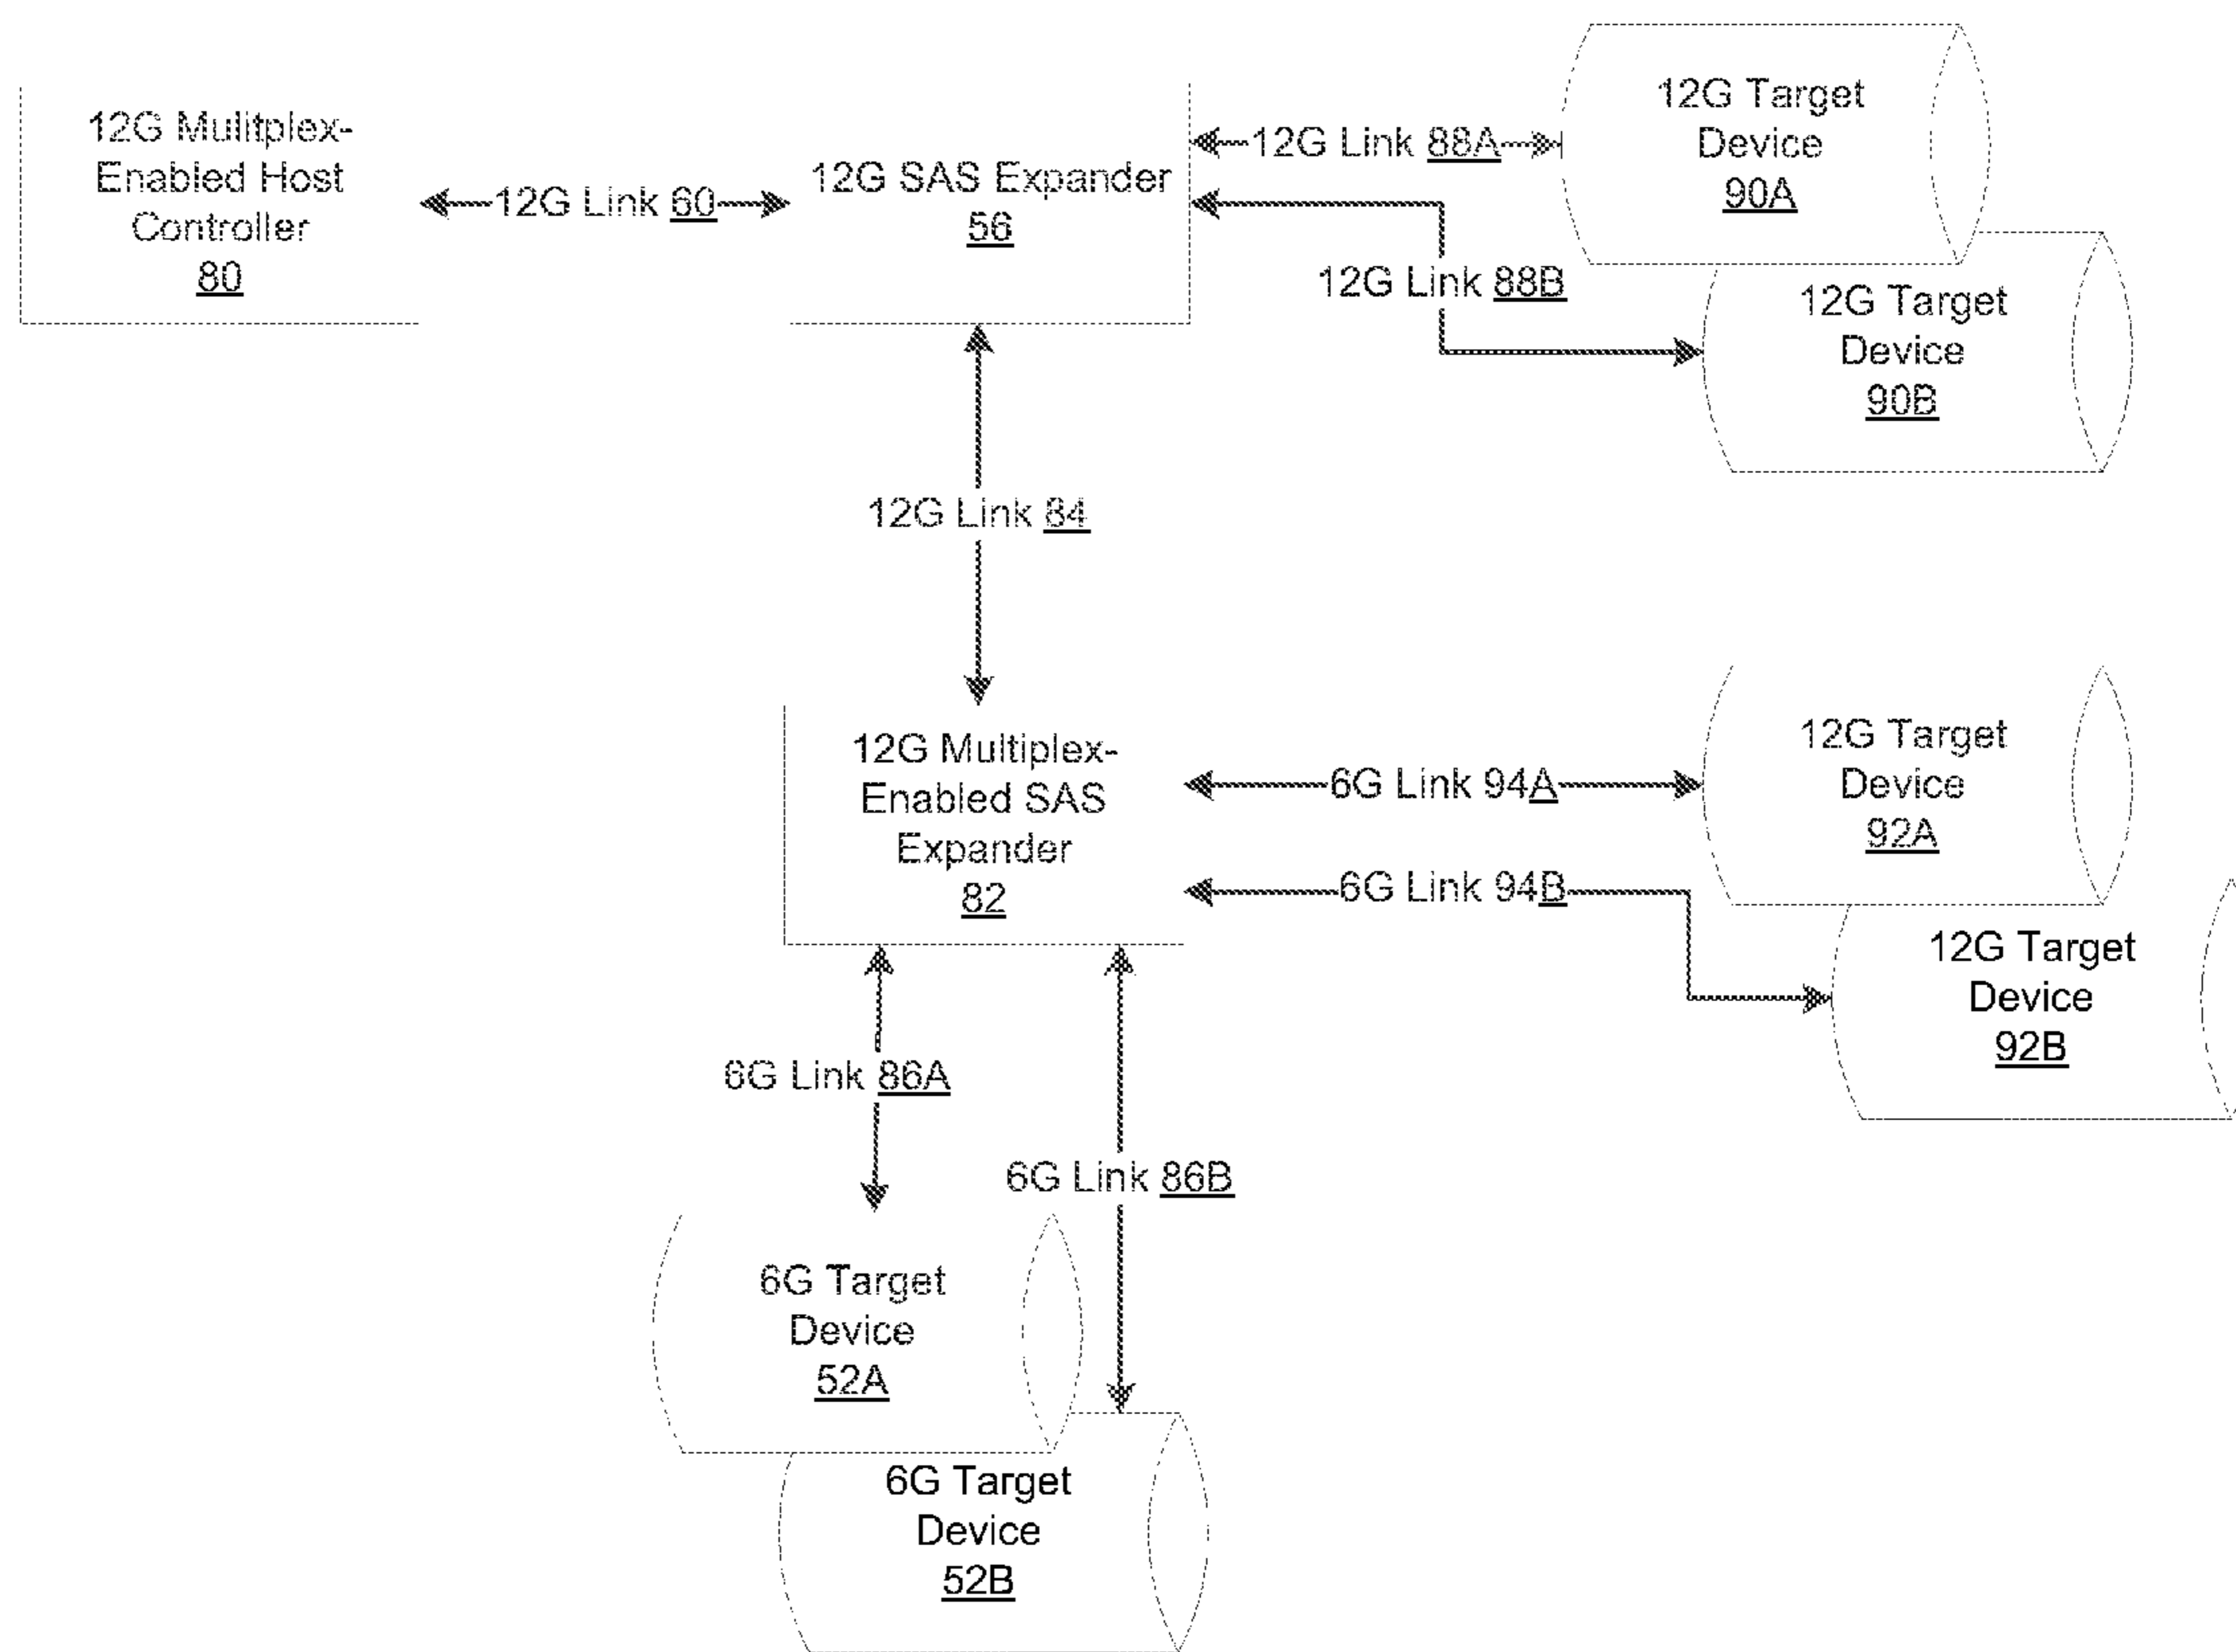 12G Mulitplex-
Enabled Host
Controller
80
12G Link 60
12G SAS Expander
56
12G Link 88A
12G Target
Device
90A
12G Link 88B
12G Target
Device
90B
12G Link 84
12G Multiplex-
Enabled SAS
Expander
82
6G Link 94A
12G Target
Device
92A
6G Link 94B
12G Target
Device
92B
6G Link 86A
6G Link 86B
6G Target
Device
52A
6G Target
Device
52B